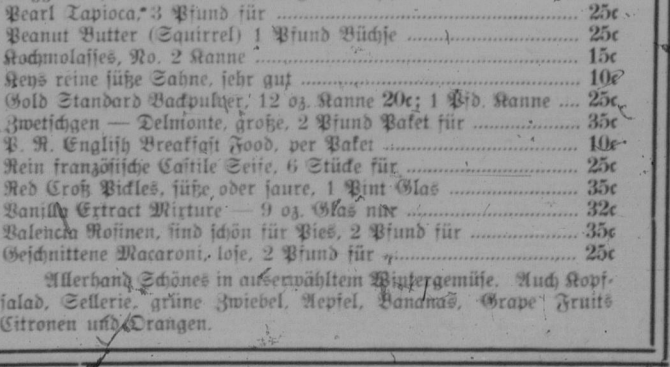 Pearl Tapioca, 3 Pfund für ........ 25c
Peanut Butter (Squirrel) 1 Pfund Büchse ........ 25c
Kochmolasses, No. 2 Kanne ........ 15c
Keys reine süße Sahne, sehr gut ........ 10c
Gold Standard Backpulver, 12 oz. Kanne 20c; 1 Pfd. Kanne .... 25c
Zwetschgen — Delmonte, große, 2 Pfund Paket für ........ 35c
P. R. English Breakfast Food, per Paket ........ 10c
Rein französische Castile Seife, 6 Stücke für ........ 25c
Red Croß Pickles, süße oder saure, 1 Pint Glas ........ 35c
Vanilla Extract Mixture — 9 oz. Glas nur ........ 32c
Valencia Rosinen, sind schön für Pies, 2 Pfund für ........ 35c
Geschnittene Macaroni, lose, 2 Pfund für ........ 25c
Allerhand Schönes in auserwähltem Wintergemüse. Auch Kopf-
salad, Sellerie, grüne Zwiebel, Aepfel, Bananas, Grape Fruits
Citronen und Orangen.